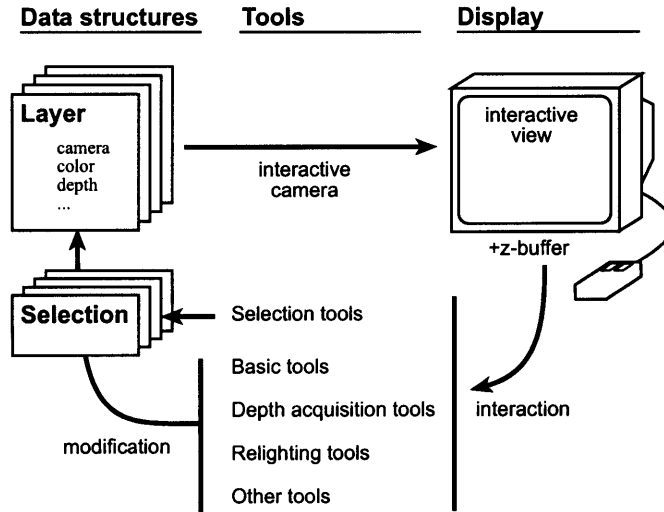 Data structures
Tools
Display
Layer
camera
color
depth
...
interactive
camera
interactive
view
+z-buffer
Selection
Selection tools
Basic tools
Depth acquisition tools
Relighting tools
Other tools
modification
interaction